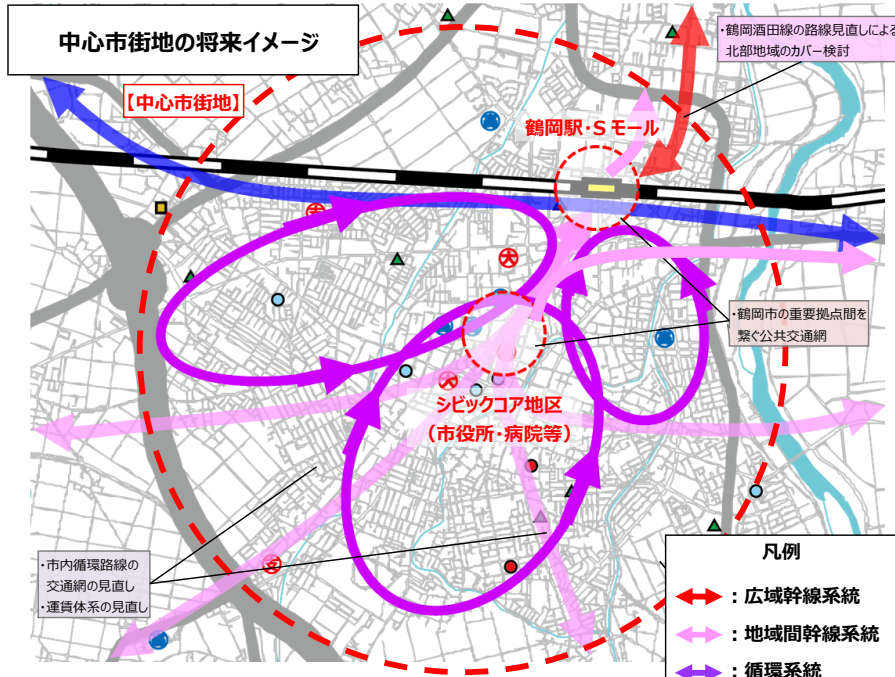 中心市街地の将来イメージ
・鶴岡酒田線の路線見直しによる
北部地域のカバー検討
【中心市街地】
鶴岡駅・Sモール
・鶴岡市の重要拠点間を
繋ぐ公共交通網
シビックコア地区
(市役所・病院等)
・市内循環路線の
交通網の見直し
・運賃体系の見直し
凡例
:広域幹線系統
:地域間幹線系統
:循環系統